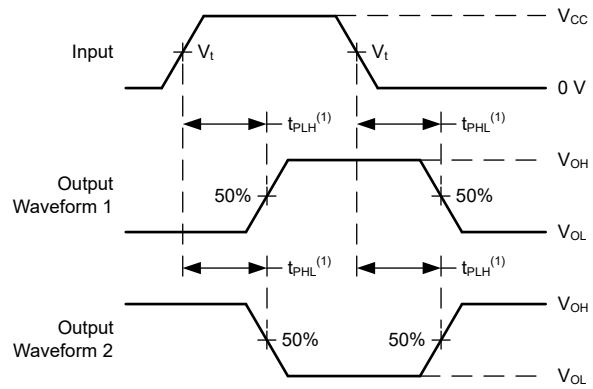 V_CC
Input V_t V_t
0 V
t_PLH^(1) t_PHL^(1)
V_OH
Output
Waveform 1
50% 50%
V_OL
t_PHL^(1) t_PLH^(1)
V_OH
Output
Waveform 2
50% 50%
V_OL